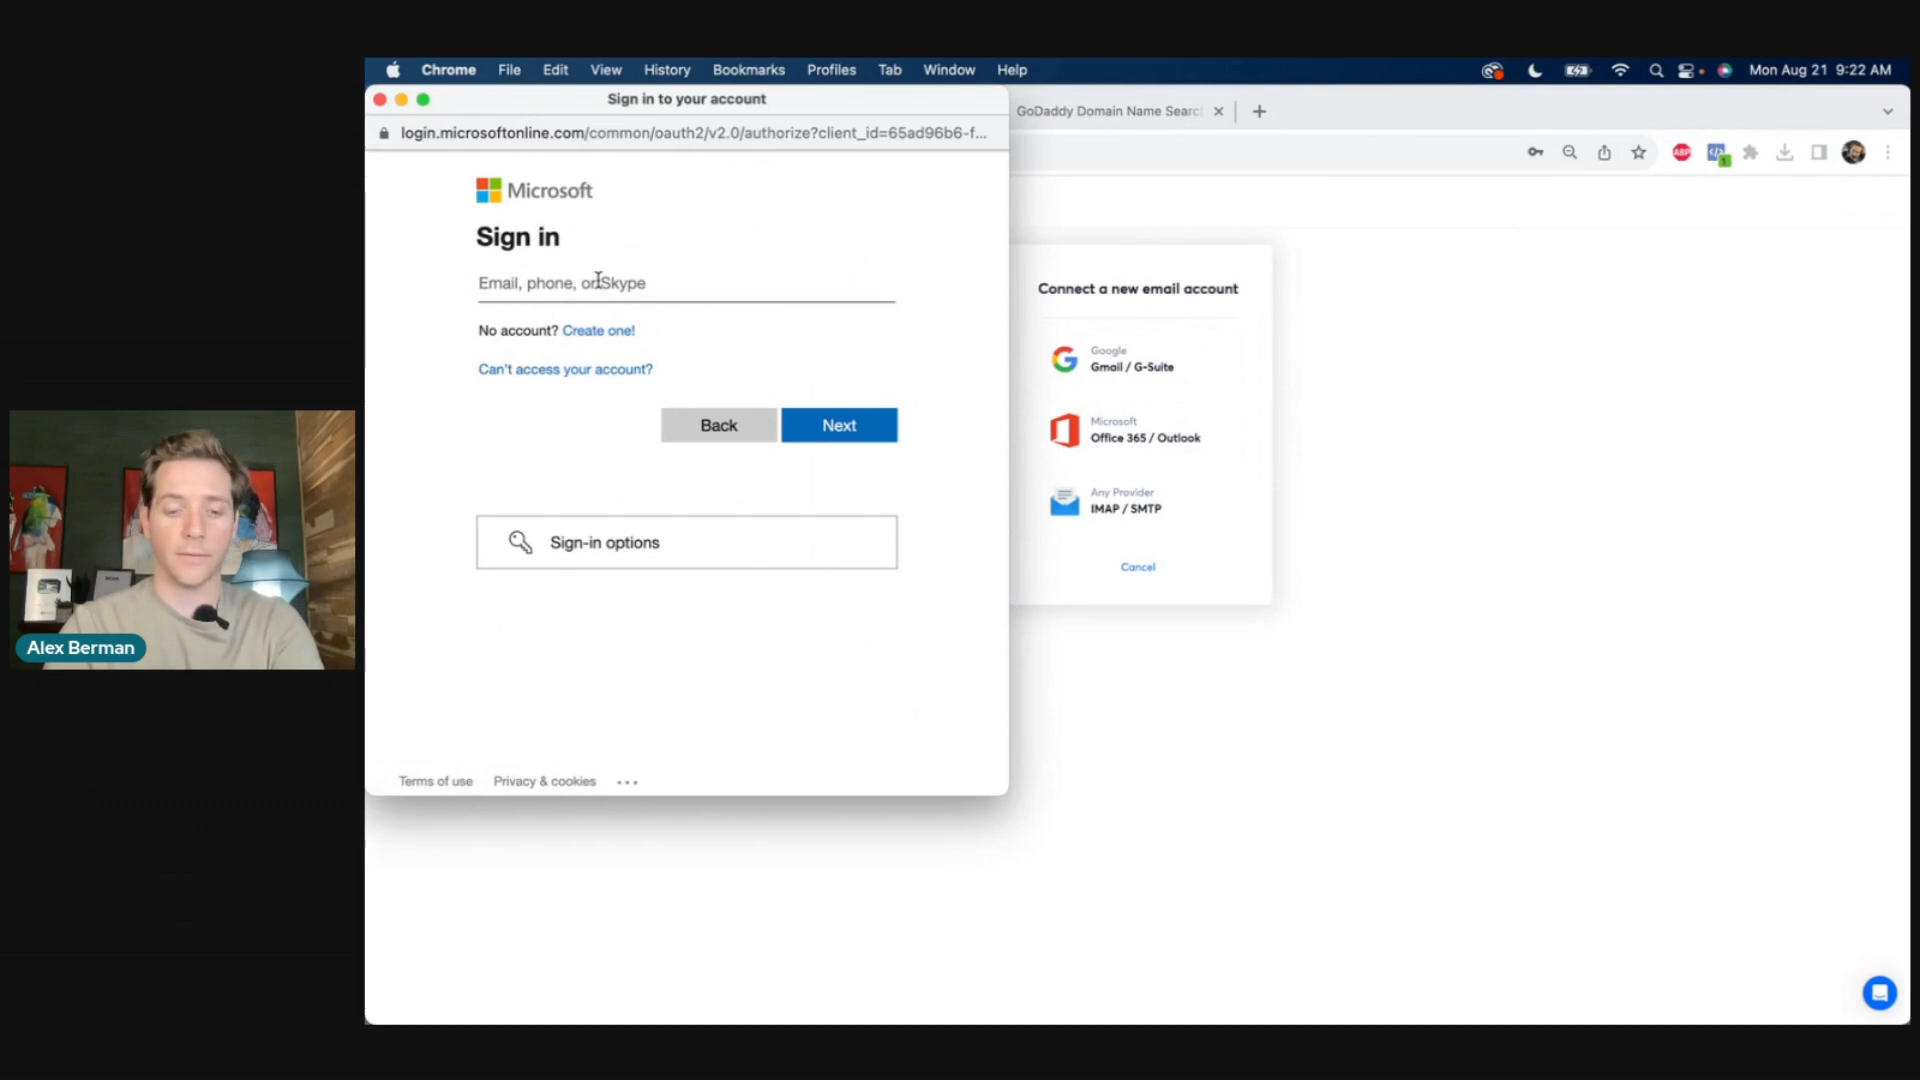 Chrome File Edit View History Bookmarks Profiles Tab Window Help Mon Aug 21 9:22 AM
Sign in to your account
GoDaddy Domain Name Searc
login.microsoftonline.com/common/oauth2/v2.0/authorize?client_id=65ad96b6-f...
ABP
1
Microsoft
Sign in
Email, phone, or Skype
No account? Create one!
Can't access your account?
Back Next
Sign-in options
Terms of use Privacy & cookies ...
Connect a new email account
Google
Gmail / G-Suite
Microsoft
Office 365 / Outlook
Any Provider
IMAP / SMTP
Cancel
Alex Berman